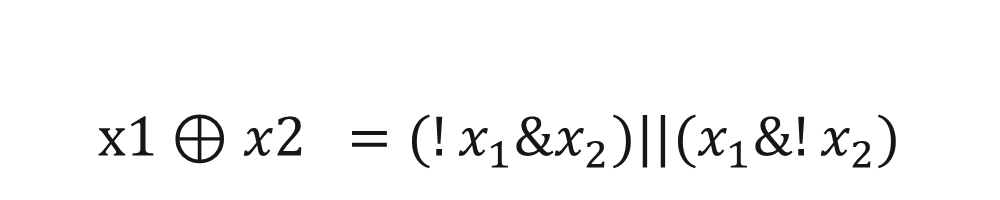 x1 ⊕ x2 = (! x₁&x₂)||(x₁&! x₂)